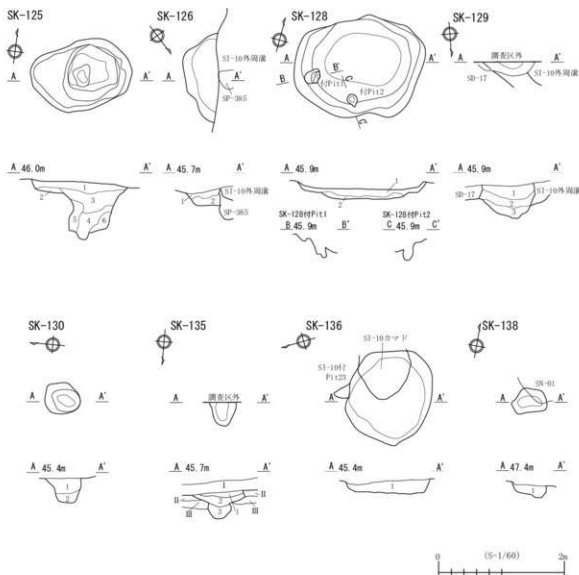 SK-125
A A'
A 46.0m A'
1
2
3
5 4 6
SK-126
A A'
SI-10外周溝
SP-385
A 45.7m A'
SI-10外周溝
1 2
SP-385
SK-128
A A'
B B'
付Pit1
C
付Pit2
C'
A 45.9m A'
1
2
SK-128付Pit1
B 45.9m B'
SK-128付Pit2
C 45.9m C'
SK-129
調査区外
A A'
SD-17
SI-10外周溝
A 45.9m A'
SD-17
SI-10外周溝
1
2
3
SK-130
A A'
A 45.4m A'
1
2
SK-135
調査区外
A A'
A 45.7m A'
I
II II
2
III 1 III
3
SK-136
SI-10カマド
SI-10付
Pit23
A A'
A 45.4m A'
1
SK-138
SN-01
A A'
A 47.4m A'
1
0 (S-1/60) 2m